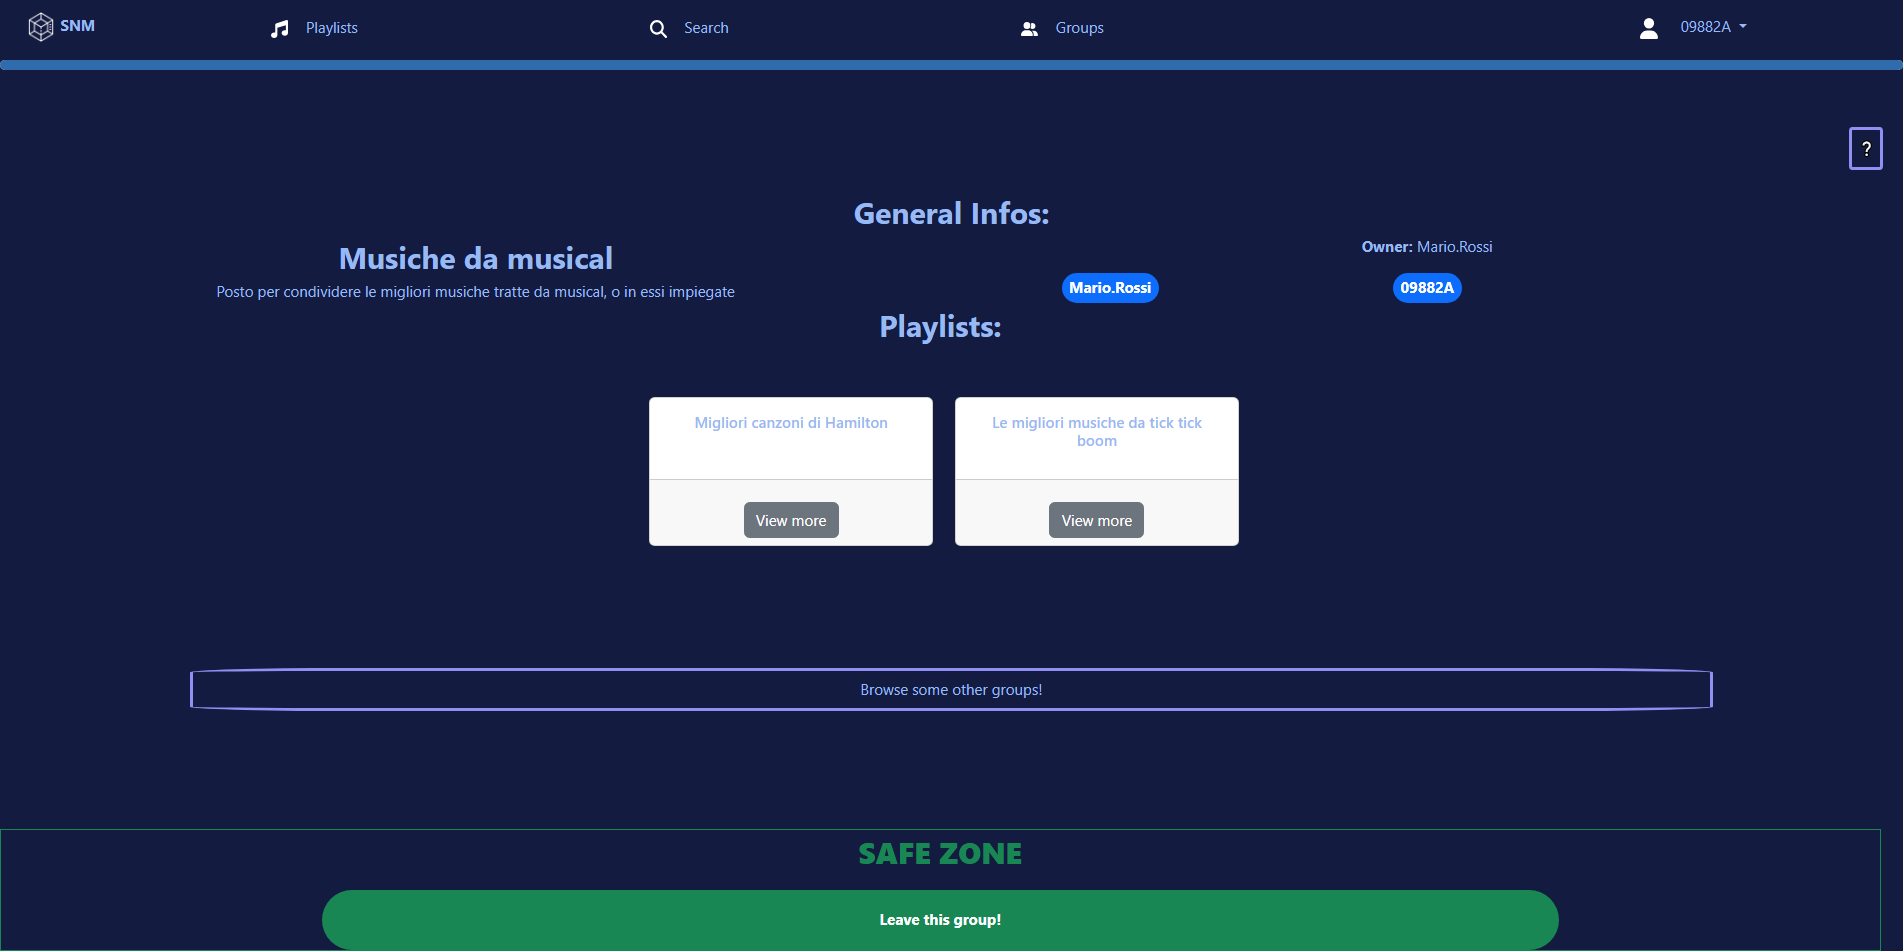 SNM
Playlists
Search
Groups
09882A
?
General Infos:
Musiche da musical
Posto per condividere le migliori musiche tratte da musical, o in essi impiegate
Owner: Mario.Rossi
Mario.Rossi
09882A
Playlists:
Migliori canzoni di Hamilton
View more
Le migliori musiche da tick tick
boom
View more
Browse some other groups!
SAFE ZONE
Leave this group!